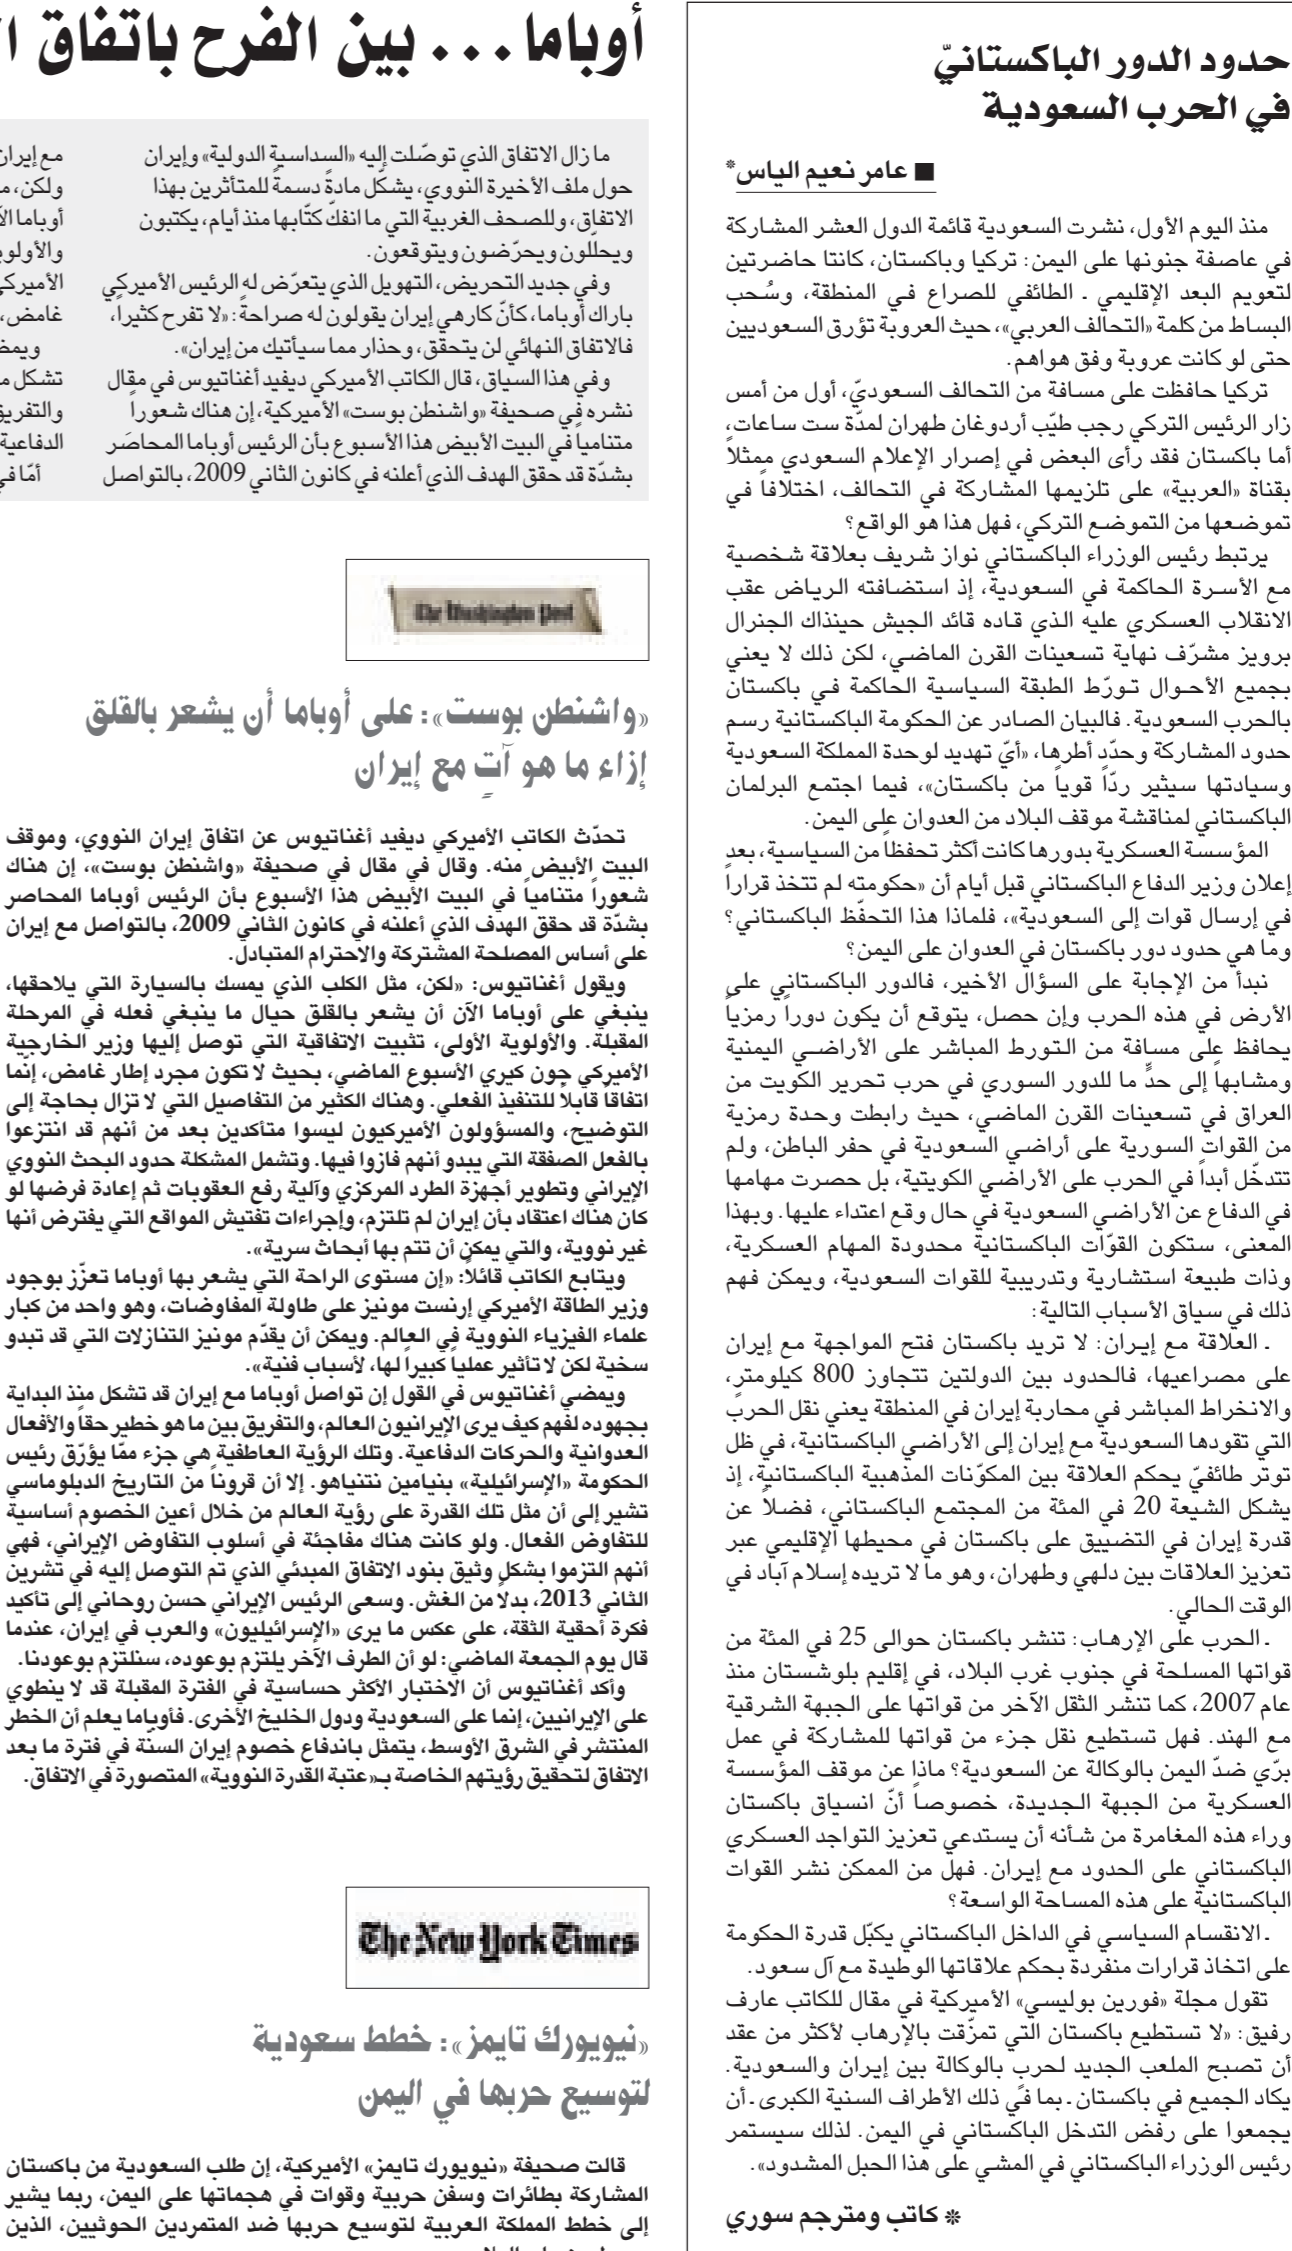 حدود الدور الباكستانيّ
في الحرب السعودية
■ عامر نعيم الياس*
منذ اليوم الأول، نشرت السعودية قائمة الدول العشر المشاركة
في عاصفة جنونها على اليمن: تركيا وباكستان، كانتا حاضرتين
لتعويم البعد الإقليمي ـ الطائفي للصراع في المنطقة، وسُحب
البساط من كلمة «التحالف العربي»، حيث العروبة تؤرق السعوديين
حتى لو كانت عروبة وفق هواهم.
تركيا حافظت على مسافة من التحالف السعوديّ، أول من أمس
زار الرئيس التركي رجب طيّب أردوغان طهران لمدّة ست ساعات،
أما باكستان فقد رأى البعض في إصرار الإعلام السعودي ممثلاً
بقناة «العربية» على تلزيمها المشاركة في التحالف، اختلافاً في
تموضعها من التموضع التركي، فهل هذا هو الواقع؟
يرتبط رئيس الوزراء الباكستاني نواز شريف بعلاقة شخصية
مع الأسرة الحاكمة في السعودية، إذ استضافته الرياض عقب
الانقلاب العسكري عليه الذي قاده قائد الجيش حينذاك الجنرال
برويز مشرّف نهاية تسعينات القرن الماضي، لكن ذلك لا يعني
بجميع الأحوال تورّط الطبقة السياسية الحاكمة في باكستان
بالحرب السعودية. فالبيان الصادر عن الحكومة الباكستانية رسم
حدود المشاركة وحدّد أطرها، «أيّ تهديد لوحدة المملكة السعودية
وسيادتها سيثير ردّاً قوياً من باكستان»، فيما اجتمع البرلمان
الباكستاني لمناقشة موقف البلاد من العدوان على اليمن.
المؤسسة العسكرية بدورها كانت أكثر تحفظاً من السياسية، بعد
إعلان وزير الدفاع الباكستاني قبل أيام أن «حكومته لم تتخذ قراراً
في إرسال قوات إلى السعودية»، فلماذا هذا التحفّظ الباكستاني؟
وما هي حدود دور باكستان في العدوان على اليمن؟
نبدأ من الإجابة على السؤال الأخير، فالدور الباكستاني على
الأرض في هذه الحرب وإن حصل، يتوقع أن يكون دوراً رمزياً
يحافظ على مسافة من التورط المباشر على الأراضي اليمنية
ومشابهاً إلى حدٍّ ما للدور السوري في حرب تحرير الكويت من
العراق في تسعينات القرن الماضي، حيث رابطت وحدة رمزية
من القوات السورية على أراضي السعودية في حفر الباطن، ولم
تتدخّل أبداً في الحرب على الأراضي الكويتية، بل حصرت مهامها
في الدفاع عن الأراضي السعودية في حال وقع اعتداء عليها. وبهذا
المعنى، ستكون القوّات الباكستانية محدودة المهام العسكرية،
وذات طبيعة استشارية وتدريبية للقوات السعودية، ويمكن فهم
ذلك في سياق الأسباب التالية:
ـ العلاقة مع إيران: لا تريد باكستان فتح المواجهة مع إيران
على مصراعيها، فالحدود بين الدولتين تتجاوز 800 كيلومتر،
والانخراط المباشر في محاربة إيران في المنطقة يعني نقل الحرب
التي تقودها السعودية مع إيران إلى الأراضي الباكستانية، في ظل
توتر طائفيّ يحكم العلاقة بين المكوّنات المذهبية الباكستانية، إذ
يشكل الشيعة 20 في المئة من المجتمع الباكستاني، فضلاً عن
قدرة إيران في التضييق على باكستان في محيطها الإقليمي عبر
تعزيز العلاقات بين دلهي وطهران، وهو ما لا تريده إسلام آباد في
الوقت الحالي.
ـ الحرب على الإرهاب: تنشر باكستان حوالى 25 في المئة من
قواتها المسلحة في جنوب غرب البلاد، في إقليم بلوشستان منذ
عام 2007، كما تنشر الثقل الآخر من قواتها على الجبهة الشرقية
مع الهند. فهل تستطيع نقل جزء من قواتها للمشاركة في عمل
برّي ضدّ اليمن بالوكالة عن السعودية؟ ماذا عن موقف المؤسسة
العسكرية من الجبهة الجديدة، خصوصاً أنّ انسياق باكستان
وراء هذه المغامرة من شأنه أن يستدعي تعزيز التواجد العسكري
الباكستاني على الحدود مع إيران. فهل من الممكن نشر القوات
الباكستانية على هذه المساحة الواسعة؟
ـ الانقسام السياسي في الداخل الباكستاني يكبّل قدرة الحكومة
على اتخاذ قرارات منفردة بحكم علاقاتها الوطيدة مع آل سعود.
تقول مجلة «فورين بوليسي» الأميركية في مقال للكاتب عارف
رفيق: «لا تستطيع باكستان التي تمزّقت بالإرهاب لأكثر من عقد
أن تصبح الملعب الجديد لحرب بالوكالة بين إيران والسعودية.
يكاد الجميع في باكستان ـ بما في ذلك الأطراف السنية الكبرى ـ أن
يجمعوا على رفض التدخل الباكستاني في اليمن. لذلك سيستمر
رئيس الوزراء الباكستاني في المشي على هذا الحبل المشدود».
* كاتب ومترجم سوري
أوباما... بين الفرح باتفاق ا
ما زال الاتفاق الذي توصّلت إليه «السداسية الدولية» وإيران
حول ملف الأخيرة النووي، يشكّل مادةً دسمةً للمتأثرين بهذا
الاتفاق، وللصحف الغربية التي ما انفكّ كتّابها منذ أيام، يكتبون
ويحلّلون ويحرّضون ويتوقعون.
وفي جديد التحريض، التهويل الذي يتعرّض له الرئيس الأميركي
باراك أوباما، كأنّ كارهي إيران يقولون له صراحةً: «لا تفرح كثيراً،
فالاتفاق النهائي لن يتحقّق، وحذار مما سيأتيك من إيران».
وفي هذا السياق، قال الكاتب الأميركي ديفيد أغناتيوس في مقال
نشره في صحيفة «واشنطن بوست» الأميركية، إن هناك شعوراً
متنامياً في البيت الأبيض هذا الأسبوع بأن الرئيس أوباما المحاصَر
بشدّة قد حقق الهدف الذي أعلنه في كانون الثاني 2009، بالتواصل
مع إيران
ولكن، م
أوباما الآ
والأولو
الأميركي
غامض،
ويمض
تشكل م
والتفريق
الدفاعية
أمّا في
The Washington Post
«واشنطن بوست»: على أوباما أن يشعر بالقلق
إزاء ما هو آتٍ مع إيران
تحدّث الكاتب الأميركي ديفيد أغناتيوس عن اتفاق إيران النووي، وموقف
البيت الأبيض منه. وقال في مقال في صحيفة «واشنطن بوست»، إن هناك
شعوراً متنامياً في البيت الأبيض هذا الأسبوع بأن الرئيس أوباما المحاصر
بشدّة قد حقق الهدف الذي أعلنه في كانون الثاني 2009، بالتواصل مع إيران
على أساس المصلحة المشتركة والاحترام المتبادل.
ويقول أغناتيوس: «لكن، مثل الكلب الذي يمسك بالسيارة التي يلاحقها،
ينبغي على أوباما الآن أن يشعر بالقلق حيال ما ينبغي فعله في المرحلة
المقبلة. والأولوية الأولى، تثبيت الاتفاقية التي توصل إليها وزير الخارجية
الأميركي جون كيري الأسبوع الماضي، بحيث لا تكون مجرد إطار غامض، إنّما
اتفاقاً قابلاً للتنفيذ الفعلي. وهناك الكثير من التفاصيل التي لا تزال بحاجة إلى
التوضيح، والمسؤولون الأميركيون ليسوا متأكدين بعد من أنهم قد انتزعوا
بالفعل الصفقة التي يبدو أنهم فازوا فيها. وتشمل المشكلة حدود البحث النووي
الإيراني وتطوير أجهزة الطرد المركزي وآلية رفع العقوبات ثم إعادة فرضها لو
كان هناك اعتقاد بأن إيران لم تلتزم، وإجراءات تفتيش المواقع التي يفترض أنها
غير نووية، والتي يمكن أن تتم بها أبحاث سرية».
ويتابع الكاتب قائلاً: «إن مستوى الراحة التي يشعر بها أوباما تعزّز بوجود
وزير الطاقة الأميركي إرنست مونيز على طاولة المفاوضات، وهو واحد من كبار
علماء الفيزياء النووية في العالم. ويمكن أن يقدّم مونيز التنازلات التي قد تبدو
سخية لكن لا تأثير عملياً كبيراً لها، لأسباب فنية».
ويمضي أغناتيوس في القول إن تواصل أوباما مع إيران قد تشكل منذ البداية
بجهوده لفهم كيف يرى الإيرانيون العالم، والتفريق بين ما هو خطير حقاً والأفعال
العدوانية والحركات الدفاعية. وتلك الرؤية العاطفية هي جزء ممّا يؤرّق رئيس
الحكومة «الإسرائيلية» بنيامين نتنياهو. إلا أن قروناً من التاريخ الدبلوماسي
تشير إلى أن مثل تلك القدرة على رؤية العالم من خلال أعين الخصوم أساسية
للتفاوض الفعال. ولو كانت هناك مفاجئة في أسلوب التفاوض الإيراني، فهي
أنهم التزموا بشكلٍ وثيق بنود الاتفاق المبدئي الذي تم التوصل إليه في تشرين
الثاني 2013، بدلاً من الغش. وسعى الرئيس الإيراني حسن روحاني إلى تأكيد
فكرة أحقية الثقة، على عكس ما يرى «الإسرائيليون» والعرب في إيران، عندما
قال يوم الجمعة الماضي: لو أن الطرف الآخر يلتزم بوعوده، سنلتزم بوعودنا.
وأكد أغناتيوس أن الاختبار الأكثر حساسية في الفترة المقبلة قد لا ينطوي
على الإيرانيين، إنما على السعودية ودول الخليج الأخرى. فأوباما يعلم أن الخطر
المنتشر في الشرق الأوسط، يتمثل باندفاع خصوم إيران السنّة في فترة ما بعد
الاتفاق لتحقيق رؤيتهم الخاصة بـ«عتبة القدرة النووية» المتصورة في الاتفاق.
The New York Times
«نيويورك تايمز»: خطط سعودية
لتوسيع حربها في اليمن
قالت صحيفة «نيويورك تايمز» الأميركية، إن طلب السعودية من باكستان
المشاركة بطائرات وسفن حربية وقوات في هجماتها على اليمن، ربما يشير
إلى خطط المملكة العربية لتوسيع حربها ضد المتمردين الحوثيين، الذين